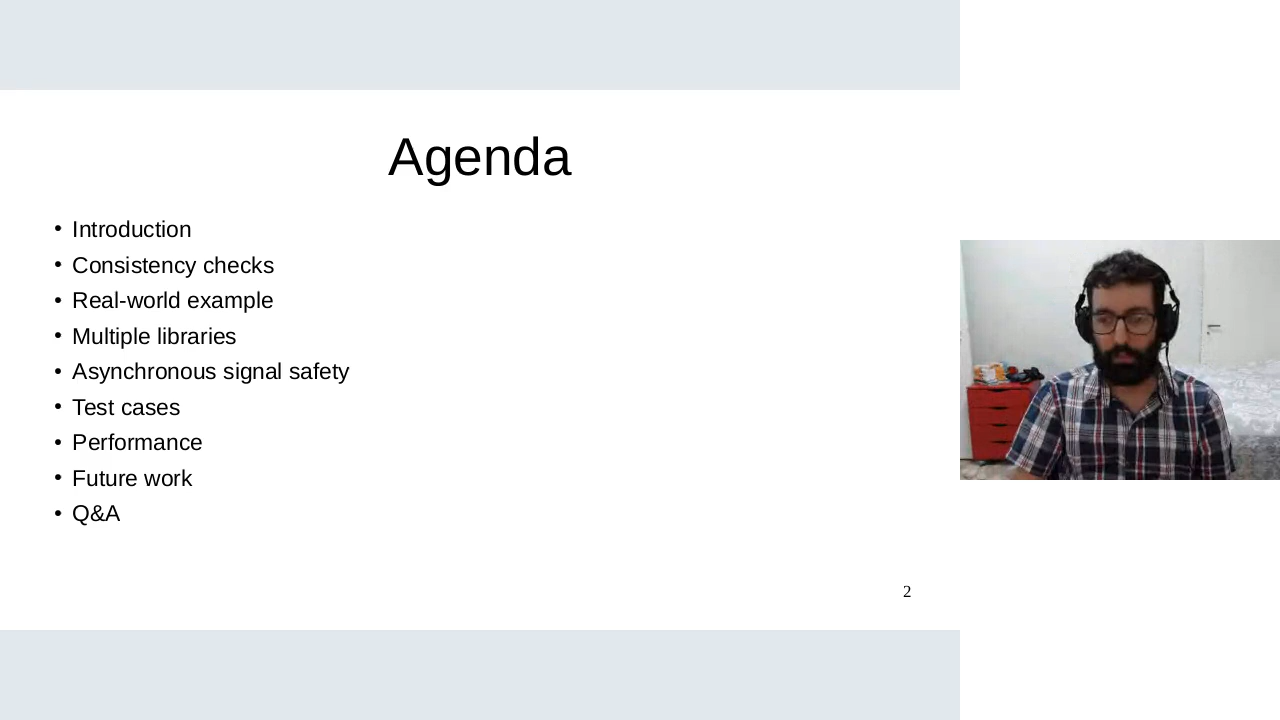 Agenda
• Introduction
• Consistency checks
• Real-world example
• Multiple libraries
• Asynchronous signal safety
• Test cases
• Performance
• Future work
• Q&A
2